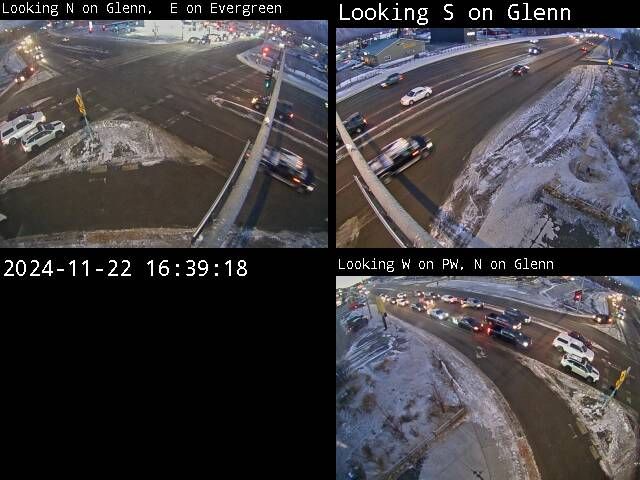 Looking N on Glenn,  E on Evergreen
Looking S on Glenn
2024-11-22 16:39:18
Looking W on PW, N on Glenn